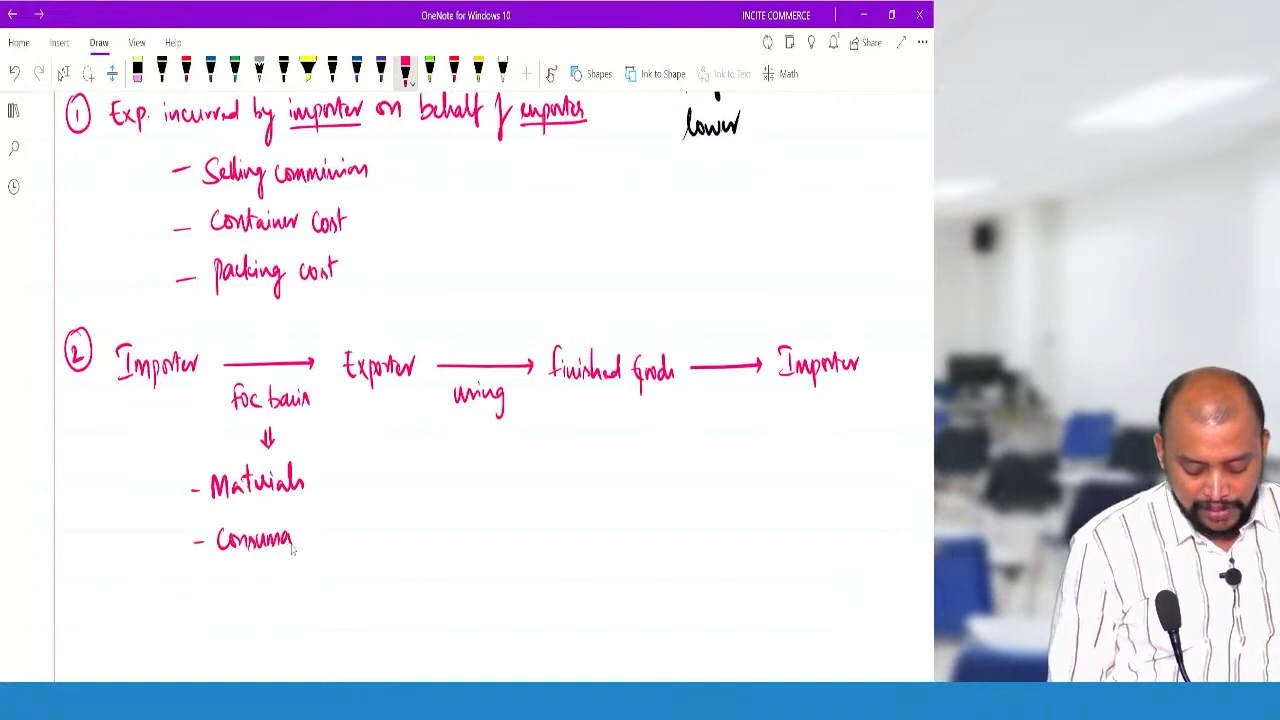 OneNote for Windows 10
INCITE COMMERCE
Home Insert Draw View Help
Share
Shapes Ink to Shape Ink to Text Math
① Exp. incurred by importer on behalf of exporter
lower
- Selling commission
- Container cost
- Packing cost
② Importer → Exporter → finished Goods → Importer
FOC basis using
⇓
- Materials
- Consuma